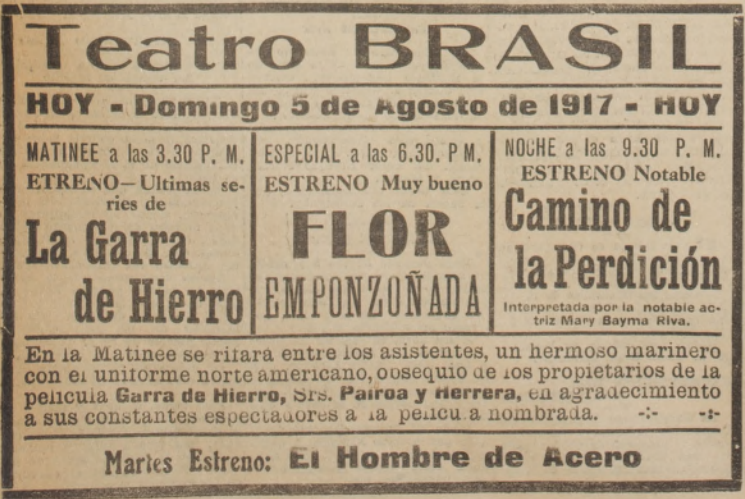 Teatro BRASIL
HOY - Domingo 5 de Agosto de 1917 - HOY
MATINEE a las 3.30 P. M.
ETRENO—Ultimas se-
ries de
La Garra
de Hierro
ESPECIAL a las 6.30. P M.
ESTRENO Muy bueno
FLOR
EMPONZOÑADA
NOCHE a las 9.30 P. M.
ESTRENO Notable
Camino de
la Perdición
Interpretada por la notable ac-
triz Mary Bayma Riva.
En la Matinee se rifará entre los asistentes, un hermoso marinero
con el uniforme norte americano, oosequio de los propietarios de la
pelicula Garra de Hierro, Srs. Pairoa y Herrera, en agradecimiento
a sus constantes espectadores a la pelicu a nombrada. -:- -:-
Martes Estreno: El Hombre de Acero